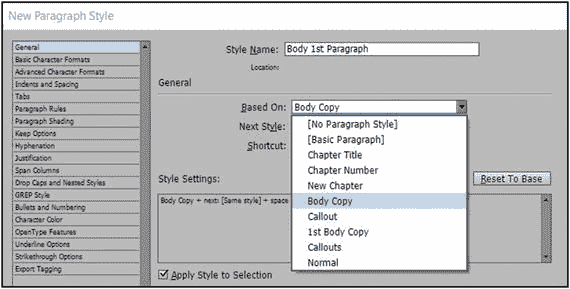 New Paragraph Style
General
Basic Character Formats
Advanced Character Formats
Indents and Spacing
Tabs
Paragraph Rules
Paragraph Shading
Keep Options
Hyphenation
Justification
Span Columns
Drop Caps and Nested Styles
GREP Style
Bullets and Numbering
Character Color
OpenType Features
Underline Options
Strikethrough Options
Export Tagging
Style Name: Body 1st Paragraph
Location:
General
Based On: Body Copy
Next Style:
Shortcut:
[No Paragraph Style]
[Basic Paragraph]
Chapter Title
Chapter Number
New Chapter
Body Copy
Callout
1st Body Copy
Callouts
Normal
Style Settings:
Reset To Base
Body Copy + next: [Same style] + space
Apply Style to Selection